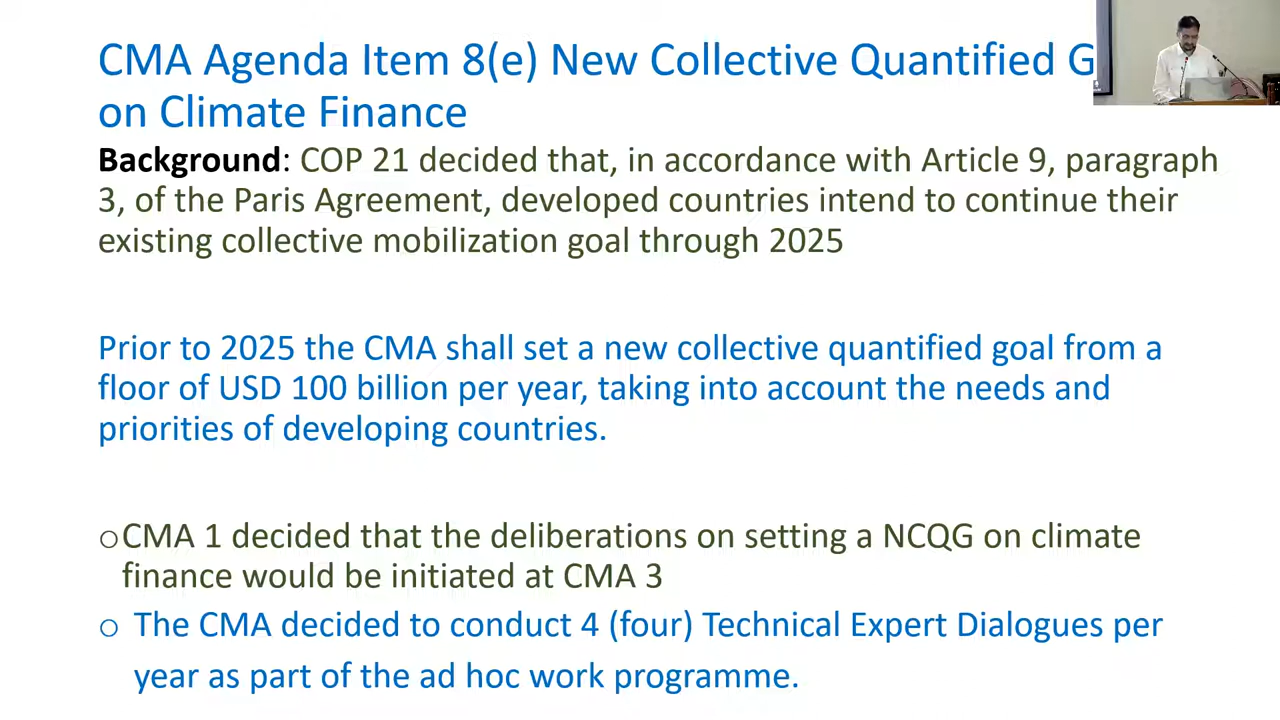 CMA Agenda Item 8(e) New Collective Quantified G
on Climate Finance
Background: COP 21 decided that, in accordance with Article 9, paragraph
3, of the Paris Agreement, developed countries intend to continue their
existing collective mobilization goal through 2025
Prior to 2025 the CMA shall set a new collective quantified goal from a
floor of USD 100 billion per year, taking into account the needs and
priorities of developing countries.
○CMA 1 decided that the deliberations on setting a NCQG on climate
finance would be initiated at CMA 3
○ The CMA decided to conduct 4 (four) Technical Expert Dialogues per
year as part of the ad hoc work programme.